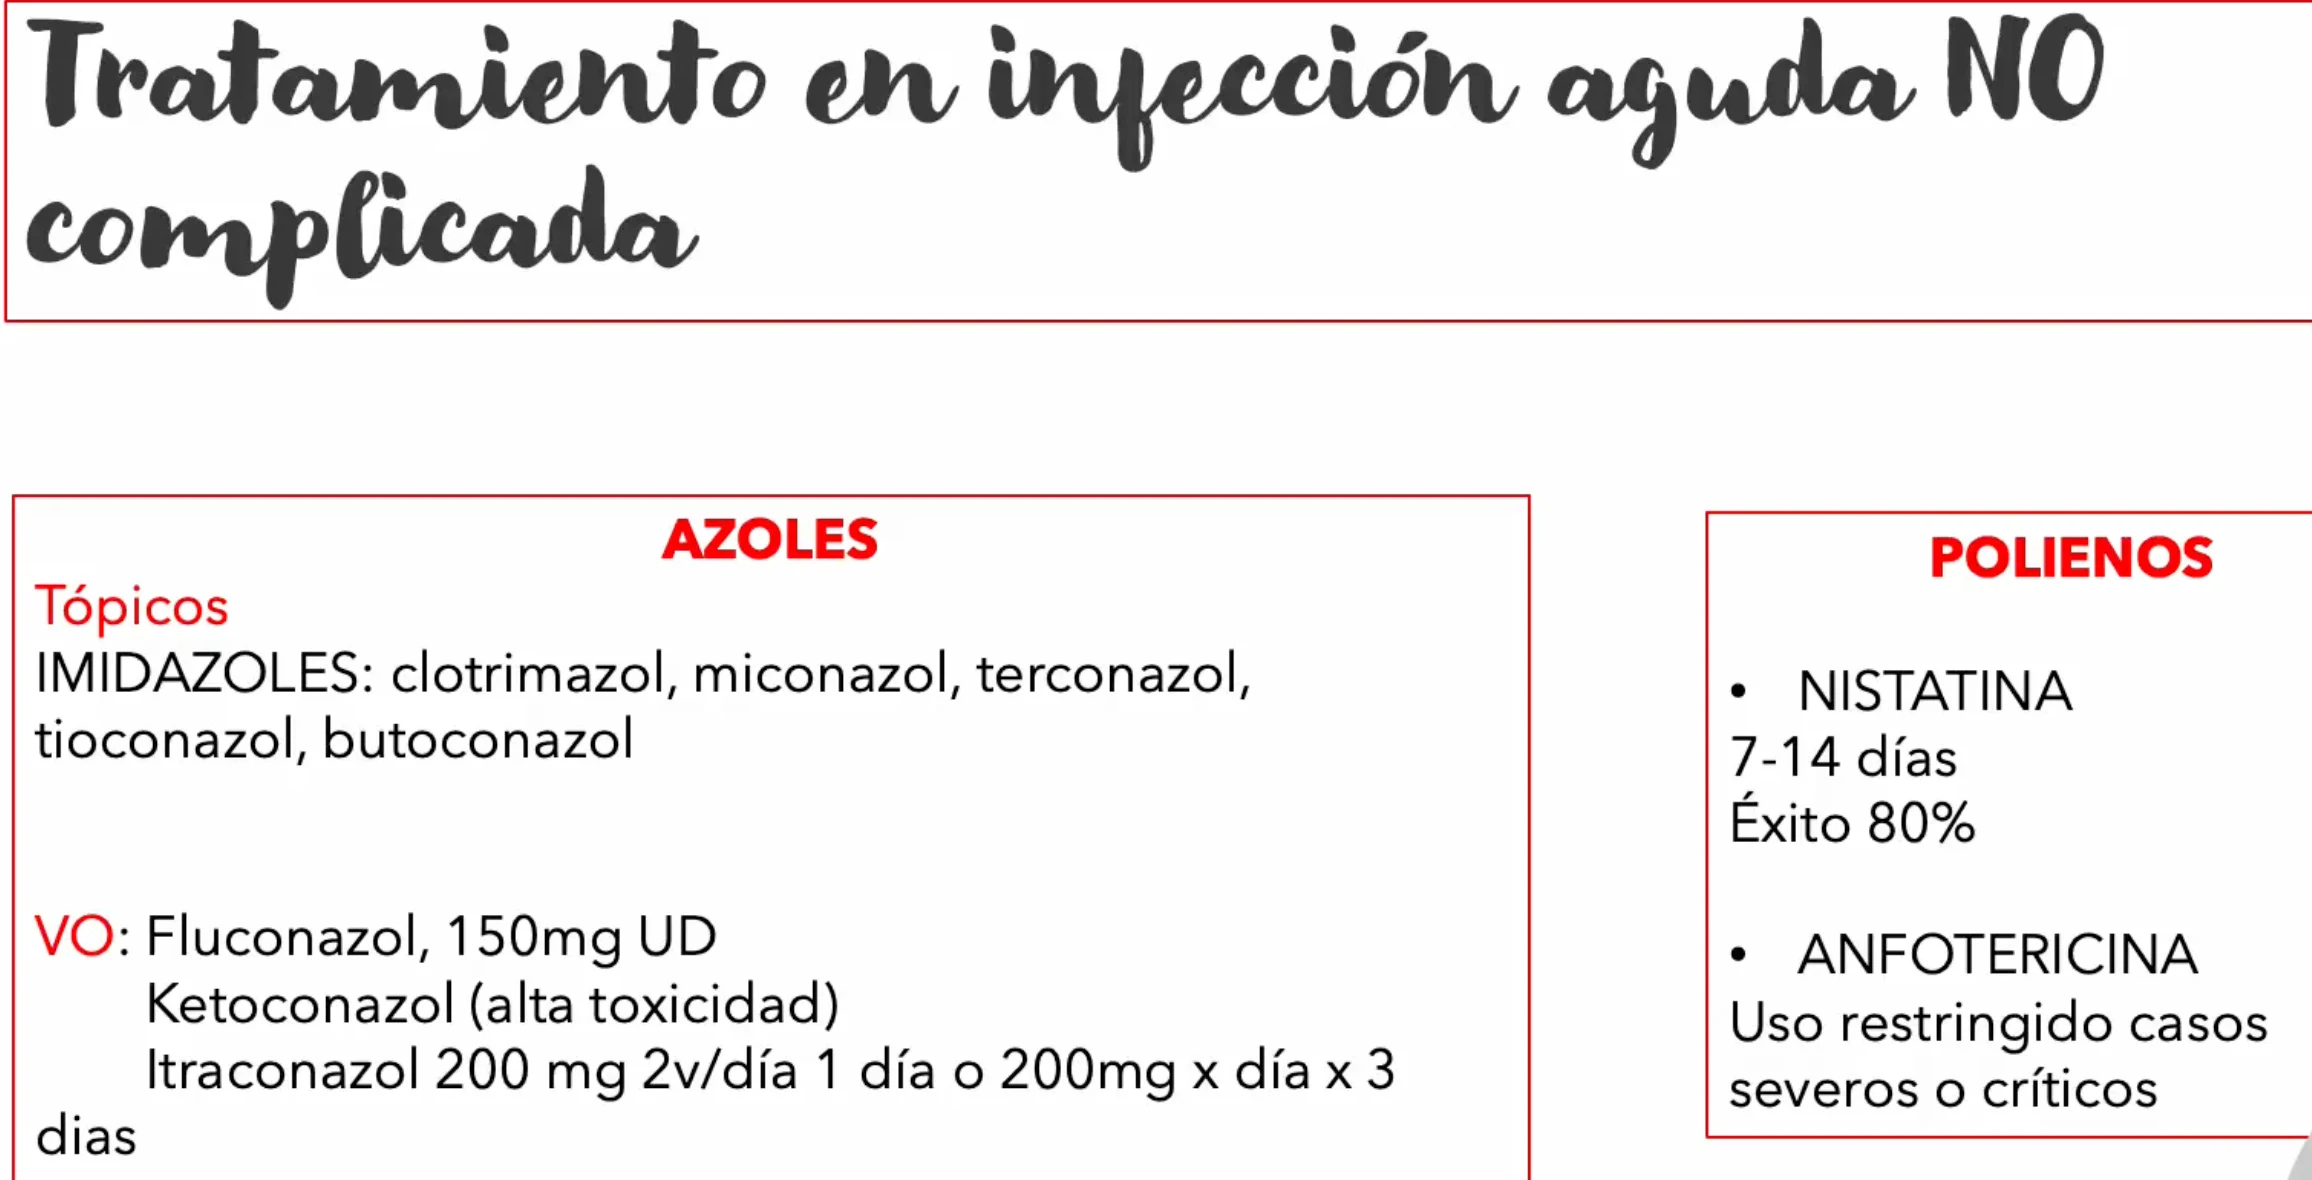 Tratamiento en infección aguda NO
complicada
AZOLES
Tópicos
IMIDAZOLES: clotrimazol, miconazol, terconazol,
tioconazol, butoconazol
VO: Fluconazol, 150mg UD
Ketoconazol (alta toxicidad)
Itraconazol 200 mg 2v/día 1 día o 200mg x día x 3
dias
POLIENOS
• NISTATINA
7-14 días
Éxito 80%
• ANFOTERICINA
Uso restringido casos
severos o críticos